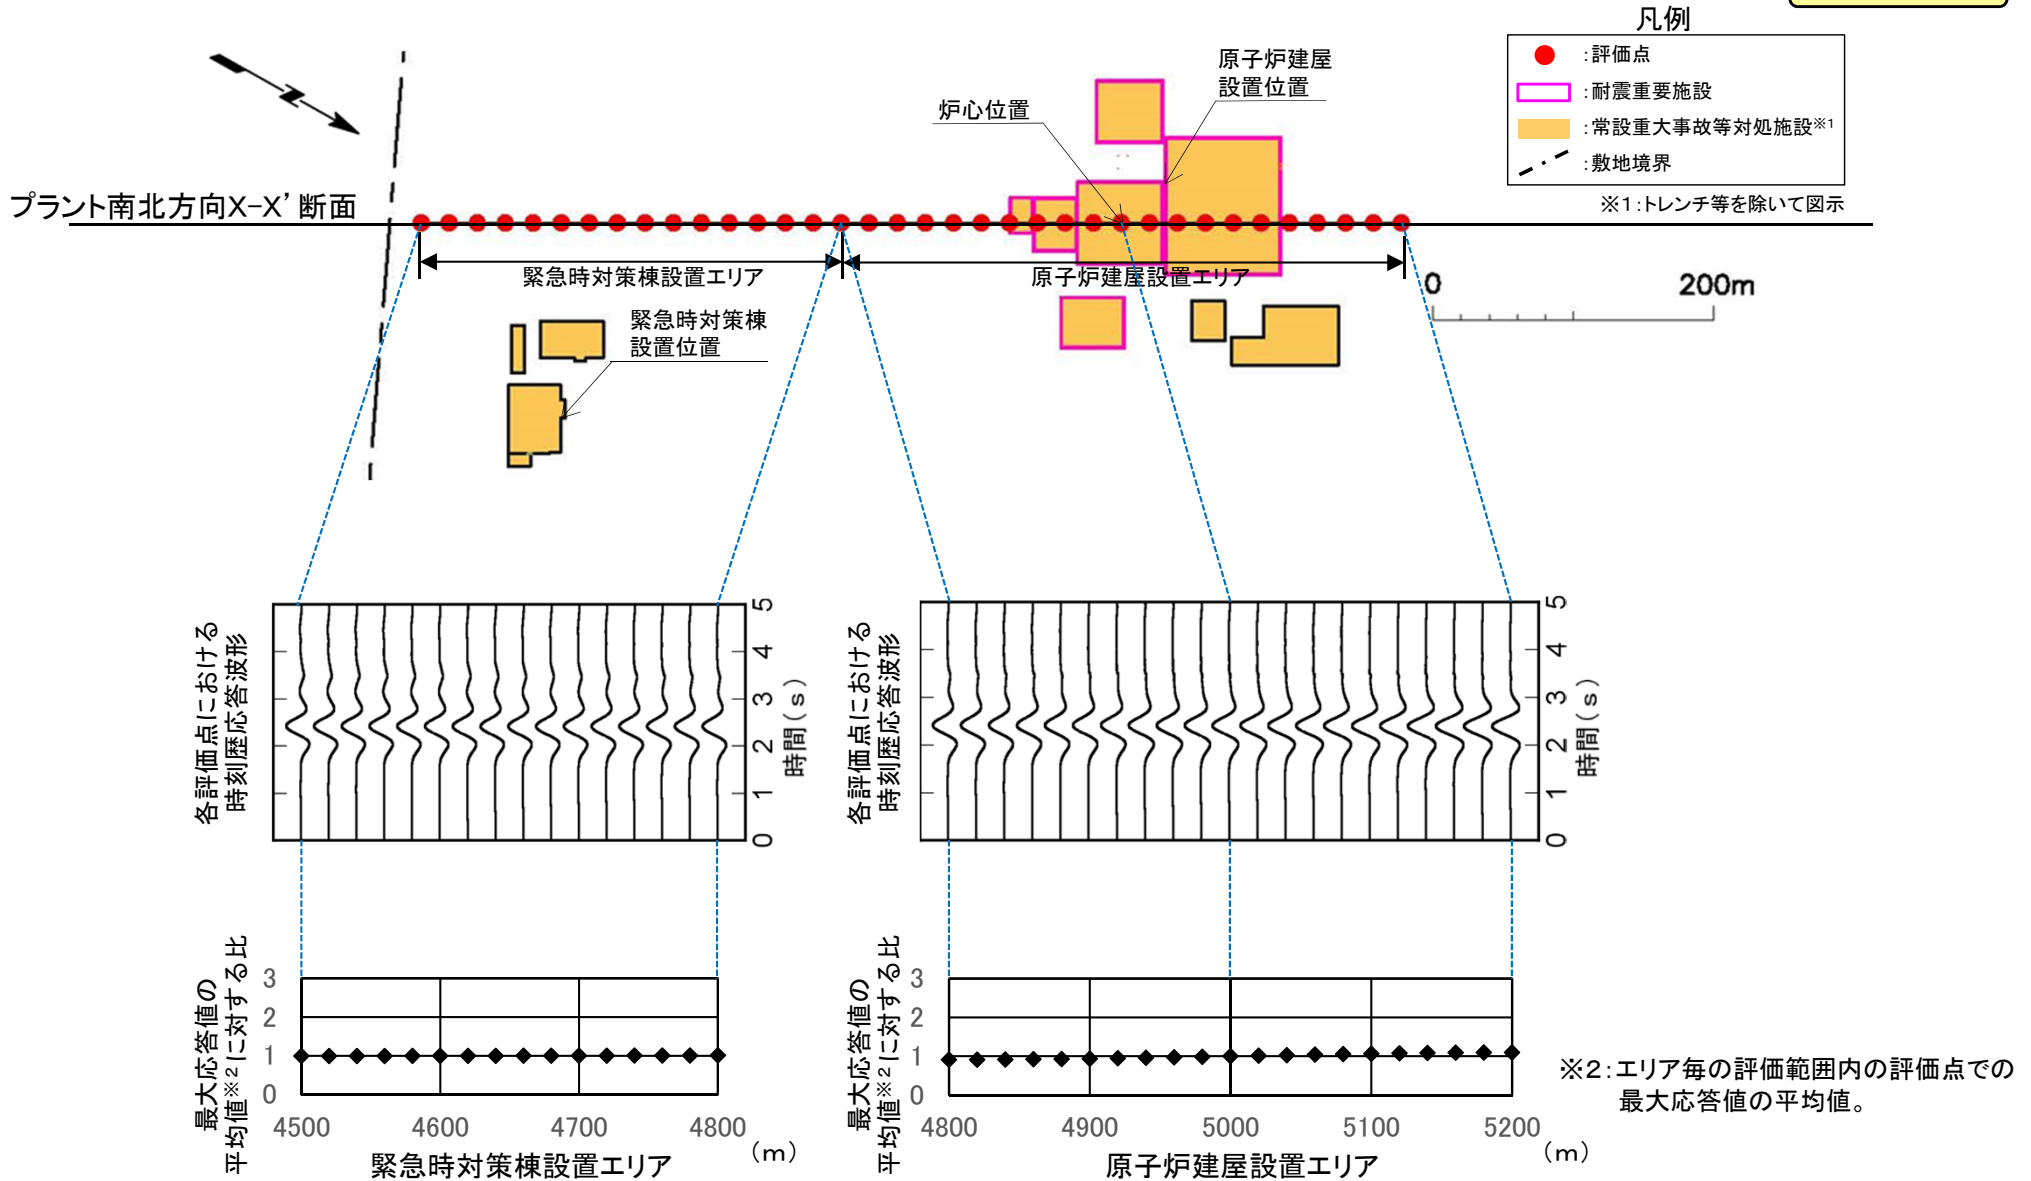 凡例
:評価点
:耐震重要施設
:常設重大事故等対処施設※1
:敷地境界
※1:トレンチ等を除いて図示
原子炉建屋
設置位置
炉心位置
プラント南北方向X-X’断面
緊急時対策棟設置エリア
原子炉建屋設置エリア
0
200m
緊急時対策棟
設置位置
各評価点における
時刻歴応答波形
5
4
3
2
1
0
時間(s)
各評価点における
時刻歴応答波形
5
4
3
2
1
0
時間(s)
最大応答値の
平均値※2に対する比
3
2
1
0
4500 4600 4700 4800
(m)
緊急時対策棟設置エリア
最大応答値の
平均値※2に対する比
3
2
1
0
4800 4900 5000 5100 5200
(m)
原子炉建屋設置エリア
※2:エリア毎の評価範囲内の評価点での
最大応答値の平均値。